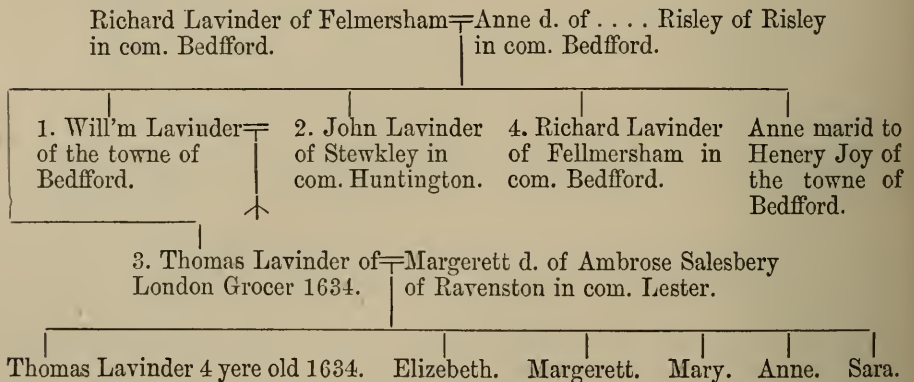 Richard Lavinder of Felmersham Anne d. of .... Risley of Risley
in com. Bedfford. in com. Bedfford.
1. Will'm Lavinder
of the towne of
Bedfford.
2. John Lavinder
of Stewkley in
com. Huntington.
4. Richard Lavinder
of Fellmersham in
com. Bedfford.
Anne marid to
Henery Joy of
the towne of
Bedfford.
3. Thomas Lavinder of Margerett d. of Ambrose Salesbery
London Grocer 1634. of Ravenston in com. Lester.
Thomas Lavinder 4 yere old 1634. Elizebeth. Margerett. Mary. Anne. Sara.